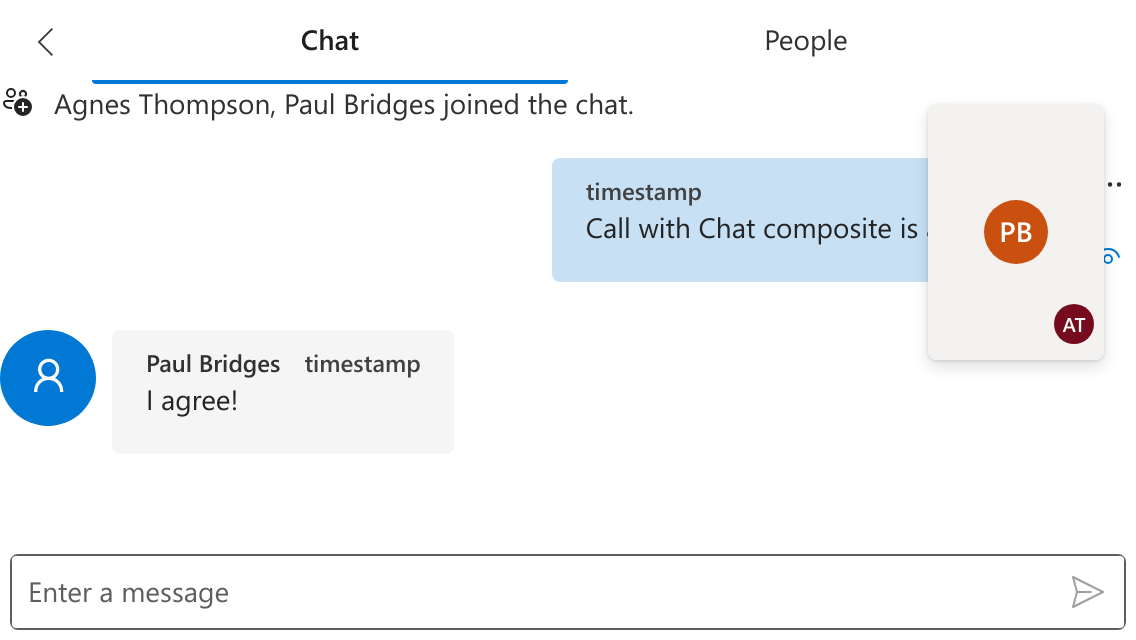 Chat
People
Agnes Thompson, Paul Bridges joined the chat.
timestamp
Call with Chat composite is
PB
AT
Paul Bridges timestamp
I agree!
Enter a message